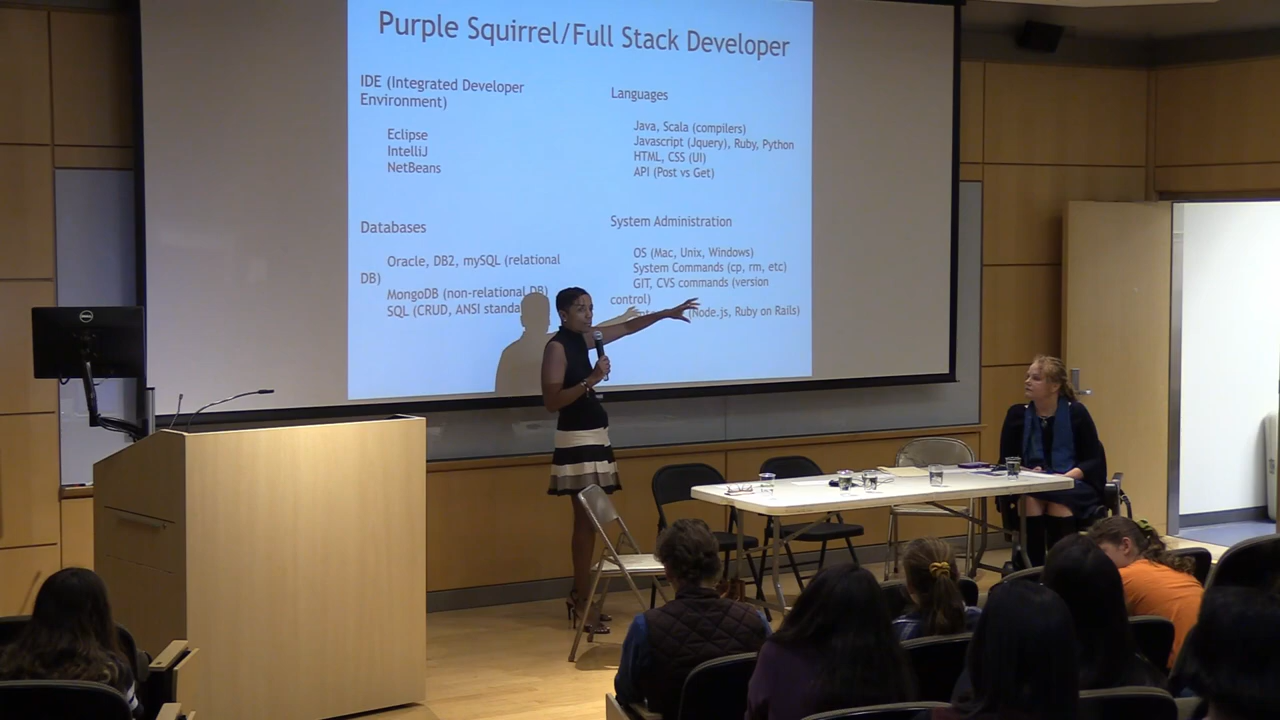 Purple Squirrel/Full Stack Developer
IDE (Integrated Developer
Environment)
Eclipse
IntelliJ
NetBeans
Languages
Java, Scala (compilers)
Javascript (Jquery), Ruby, Python
HTML, CSS (UI)
API (Post vs Get)
Databases
Oracle, DB2, mySQL (relational
DB)
MongoDB (non-relational DB)
SQL (CRUD, ANSI
System Administration
OS (Mac, Unix, Windows)
System Commands (cp, rm, etc)
GIT, CVS commands (version
control)
(Node.js, Ruby on Rails)
DELL